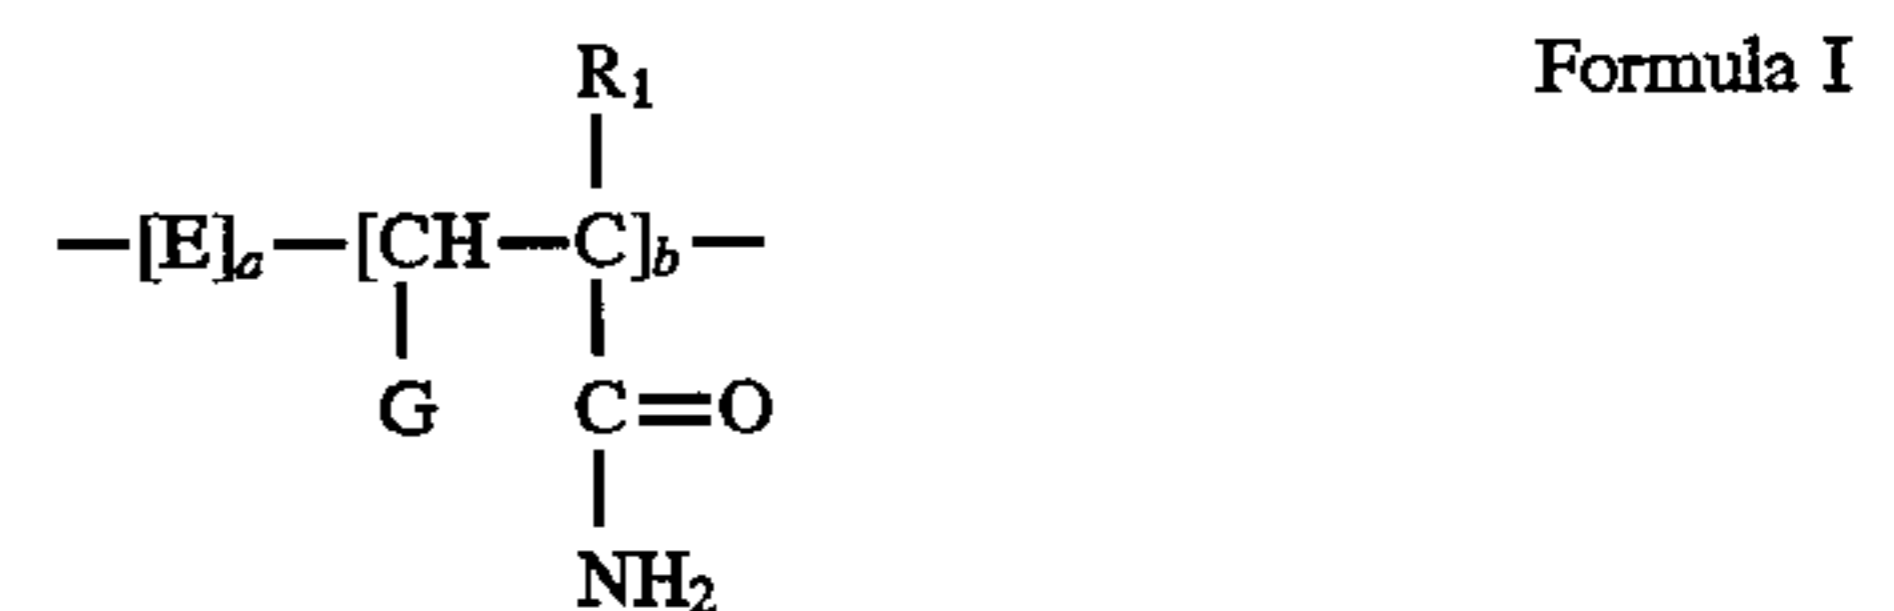 R1 Formula I
—[E]a—[CH—C]b—
G C=O
NH2